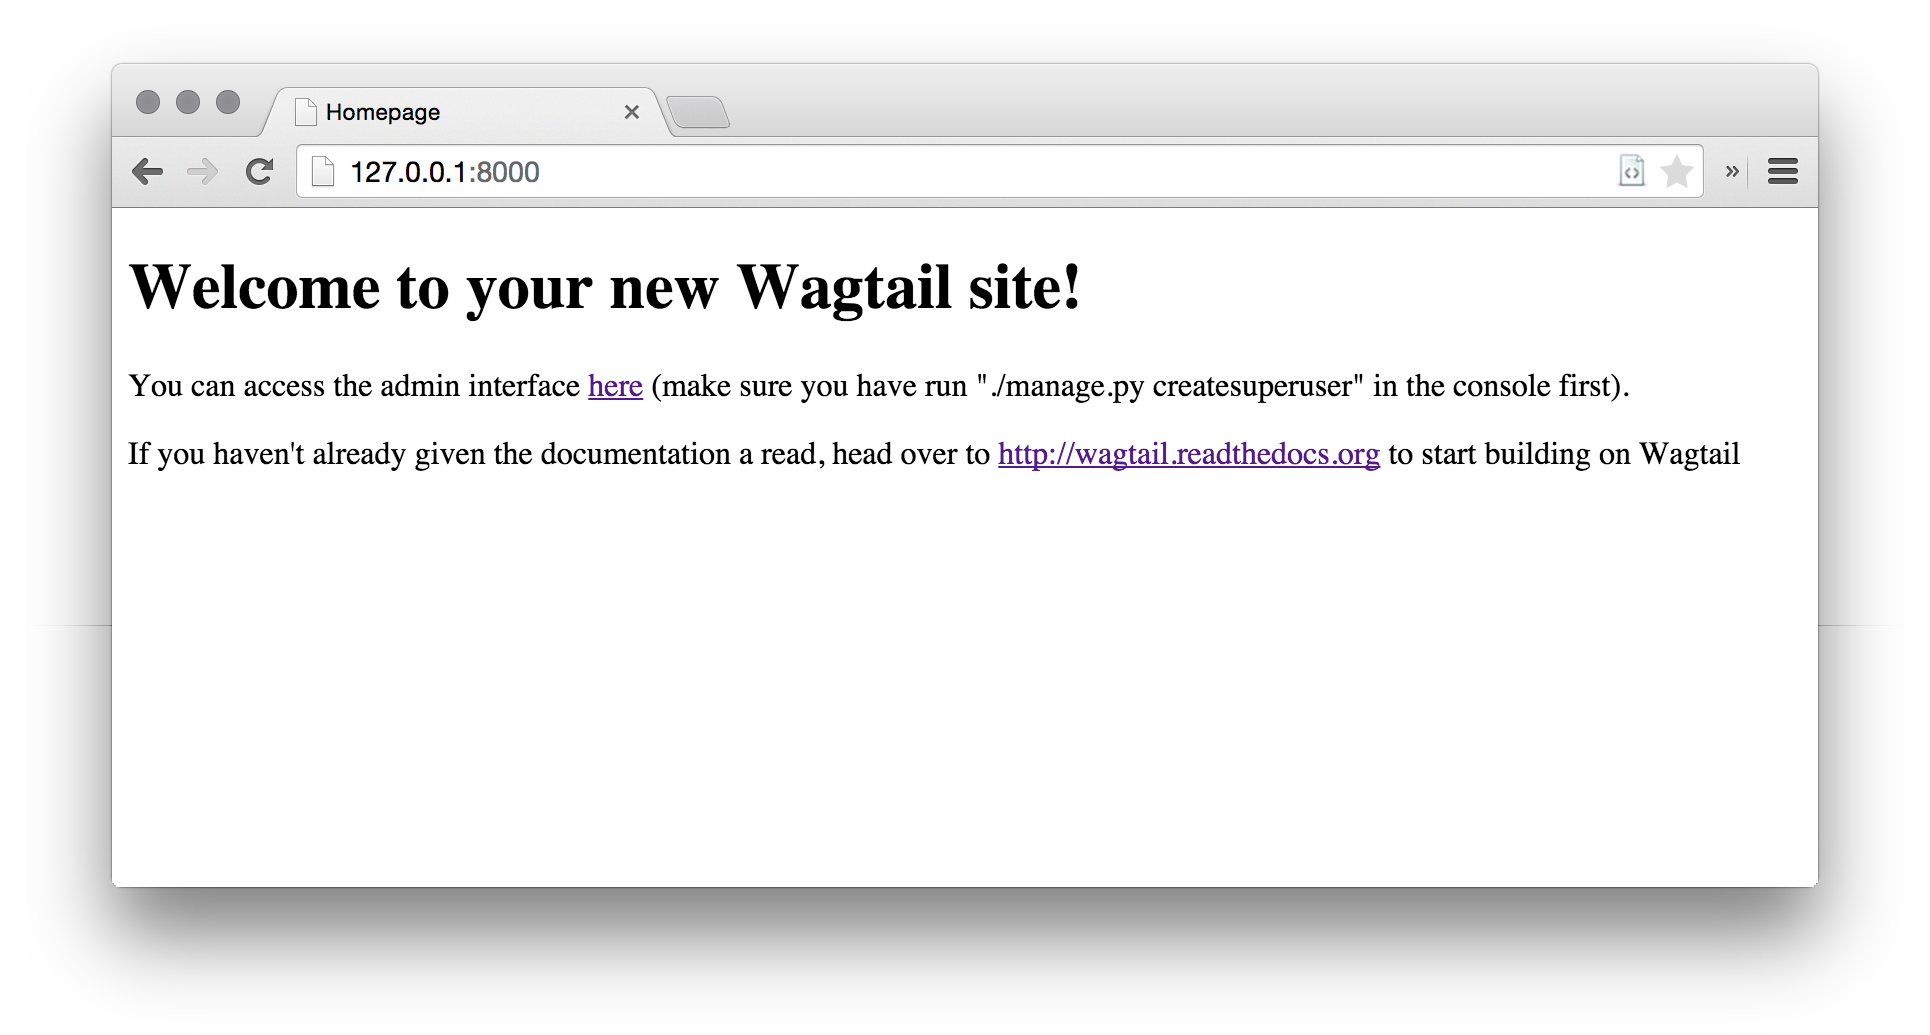 Homepage
127.0.0.1:8000
Welcome to your new Wagtail site!
You can access the admin interface here (make sure you have run "./manage.py createsuperuser" in the console first).
If you haven't already given the documentation a read, head over to http://wagtail.readthedocs.org to start building on Wagtail